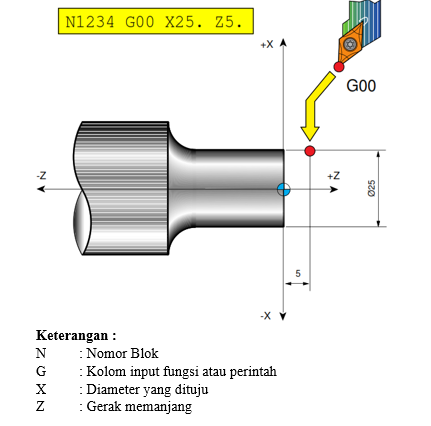 N1234 G00 X25. Z5.
+X
G00
-Z
+Z
Ø25
5
-X
Keterangan :
N : Nomor Blok
G : Kolom input fungsi atau perintah
X : Diameter yang dituju
Z : Gerak memanjang